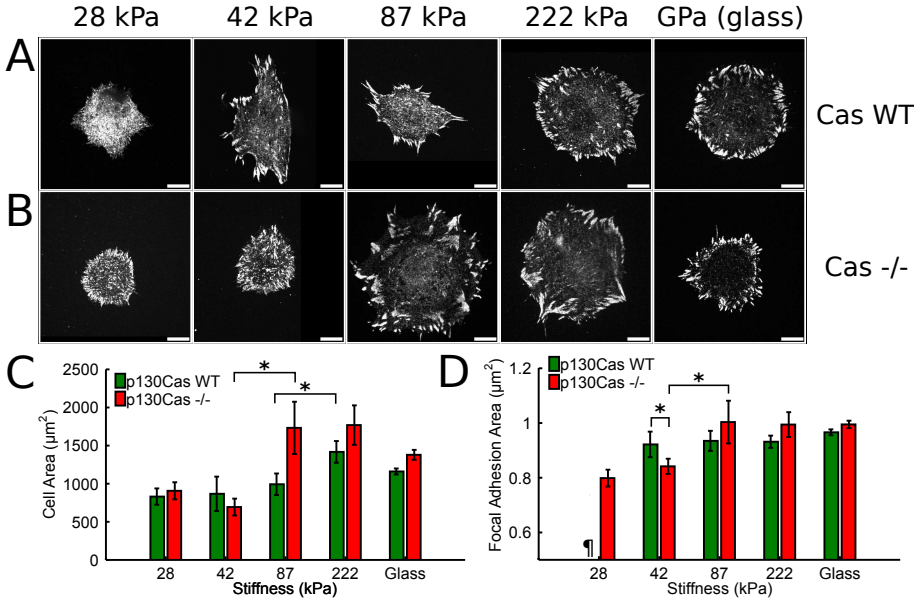 28 kPa 42 kPa 87 kPa 222 kPa GPa (glass)
A
Cas WT
B
Cas -/-
C
2500
2000
1500
1000
500
0
Cell Area (μm²)
p130Cas WT
p130Cas -/-
*
*
28 42 87 222 Glass
Stiffness (kPa)
D
1.2
1
0.8
0.6
Focal Adhesion Area (μm²)
p130Cas WT
p130Cas -/-
*
*
¶
28 42 87 222 Glass
Stiffness (kPa)